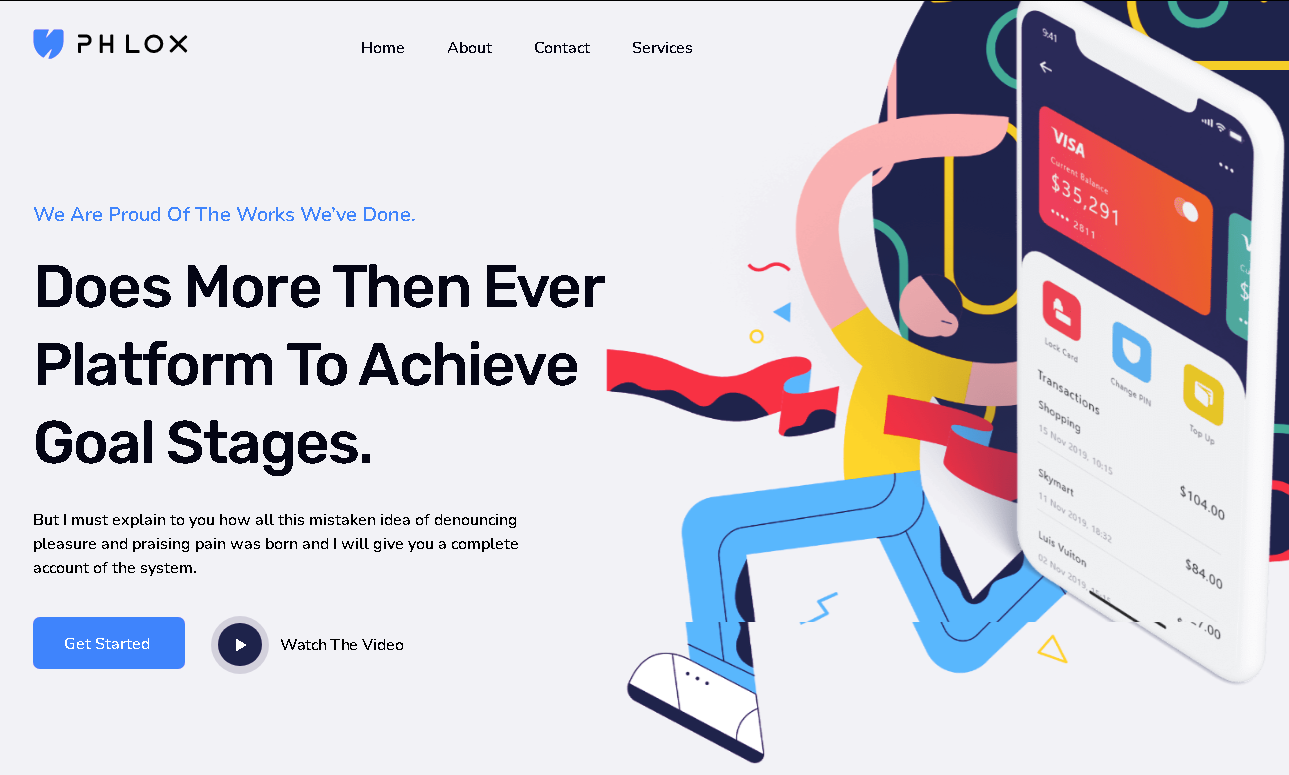 PHLOX
Home
About
Contact
Services
We Are Proud Of The Works We've Done.
Does More Then Ever
Platform To Achieve
Goal Stages.
But I must explain to you how all this mistaken idea of denouncing
pleasure and praising pain was born and I will give you a complete
account of the system.
Get Started
Watch The Video
9:41
VISA
Current Balance
$35,291
•••• 2811
Lock Card
Change PIN
Top Up
Transactions
Shopping
15 Nov 2019, 10:15
$104.00
Skymart
11 Nov 2019, 18:32
$84.00
Luis Vuiton
02 Nov 2019,